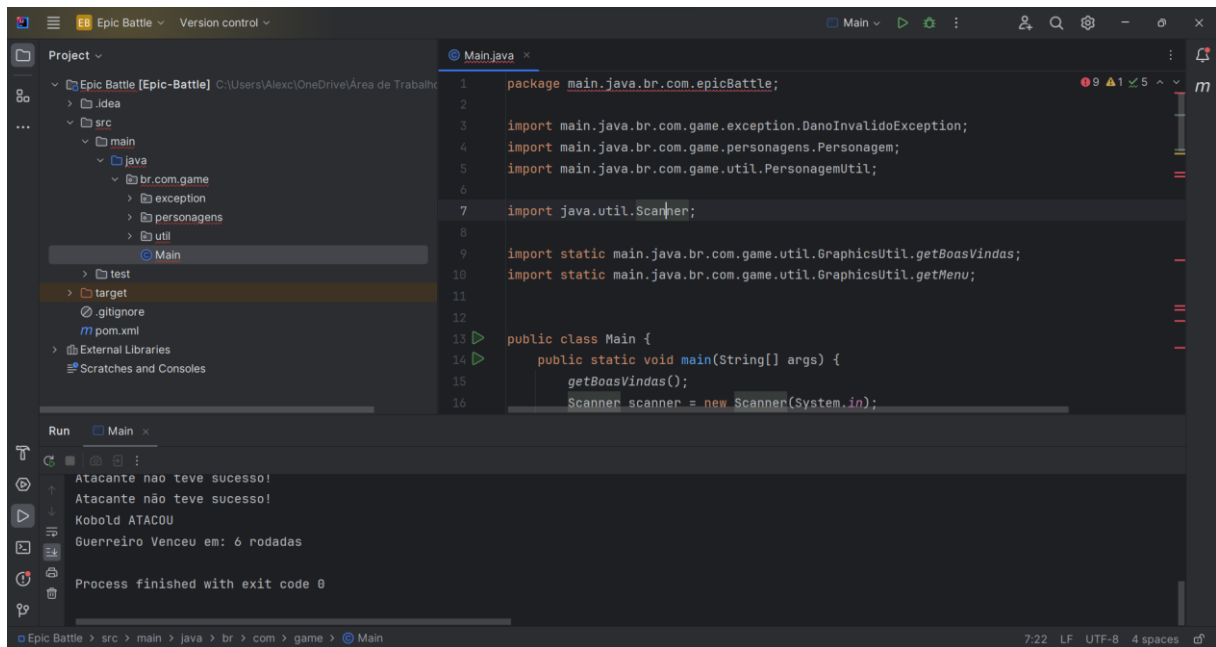 EB Epic Battle Version control Main
Project
Main.java
Epic Battle [Epic-Battle] C:\Users\Alexc\OneDrive\Área de Trabalho
.idea
src
main
java
br.com.game
exception
personagens
util
Main
test
target
.gitignore
m pom.xml
External Libraries
Scratches and Consoles
9 1 5
m
1 package main.java.br.com.epicBattle;
2
3 import main.java.br.com.game.exception.DanoInvalidoException;
4 import main.java.br.com.game.personagens.Personagem;
5 import main.java.br.com.game.util.PersonagemUtil;
6
7 import java.util.Scanner;
8
9 import static main.java.br.com.game.util.GraphicsUtil.getBoasVindas;
10 import static main.java.br.com.game.util.GraphicsUtil.getMenu;
11
12
13 public class Main {
14 public static void main(String[] args) {
15 getBoasVindas();
16 Scanner scanner = new Scanner(System.in);
Run Main
Atacante não teve sucesso!
Atacante não teve sucesso!
Kobold ATACOU
Guerreiro Venceu em: 6 rodadas
Process finished with exit code 0
Epic Battle > src > main > java > br > com > game > Main
7:22 LF UTF-8 4 spaces